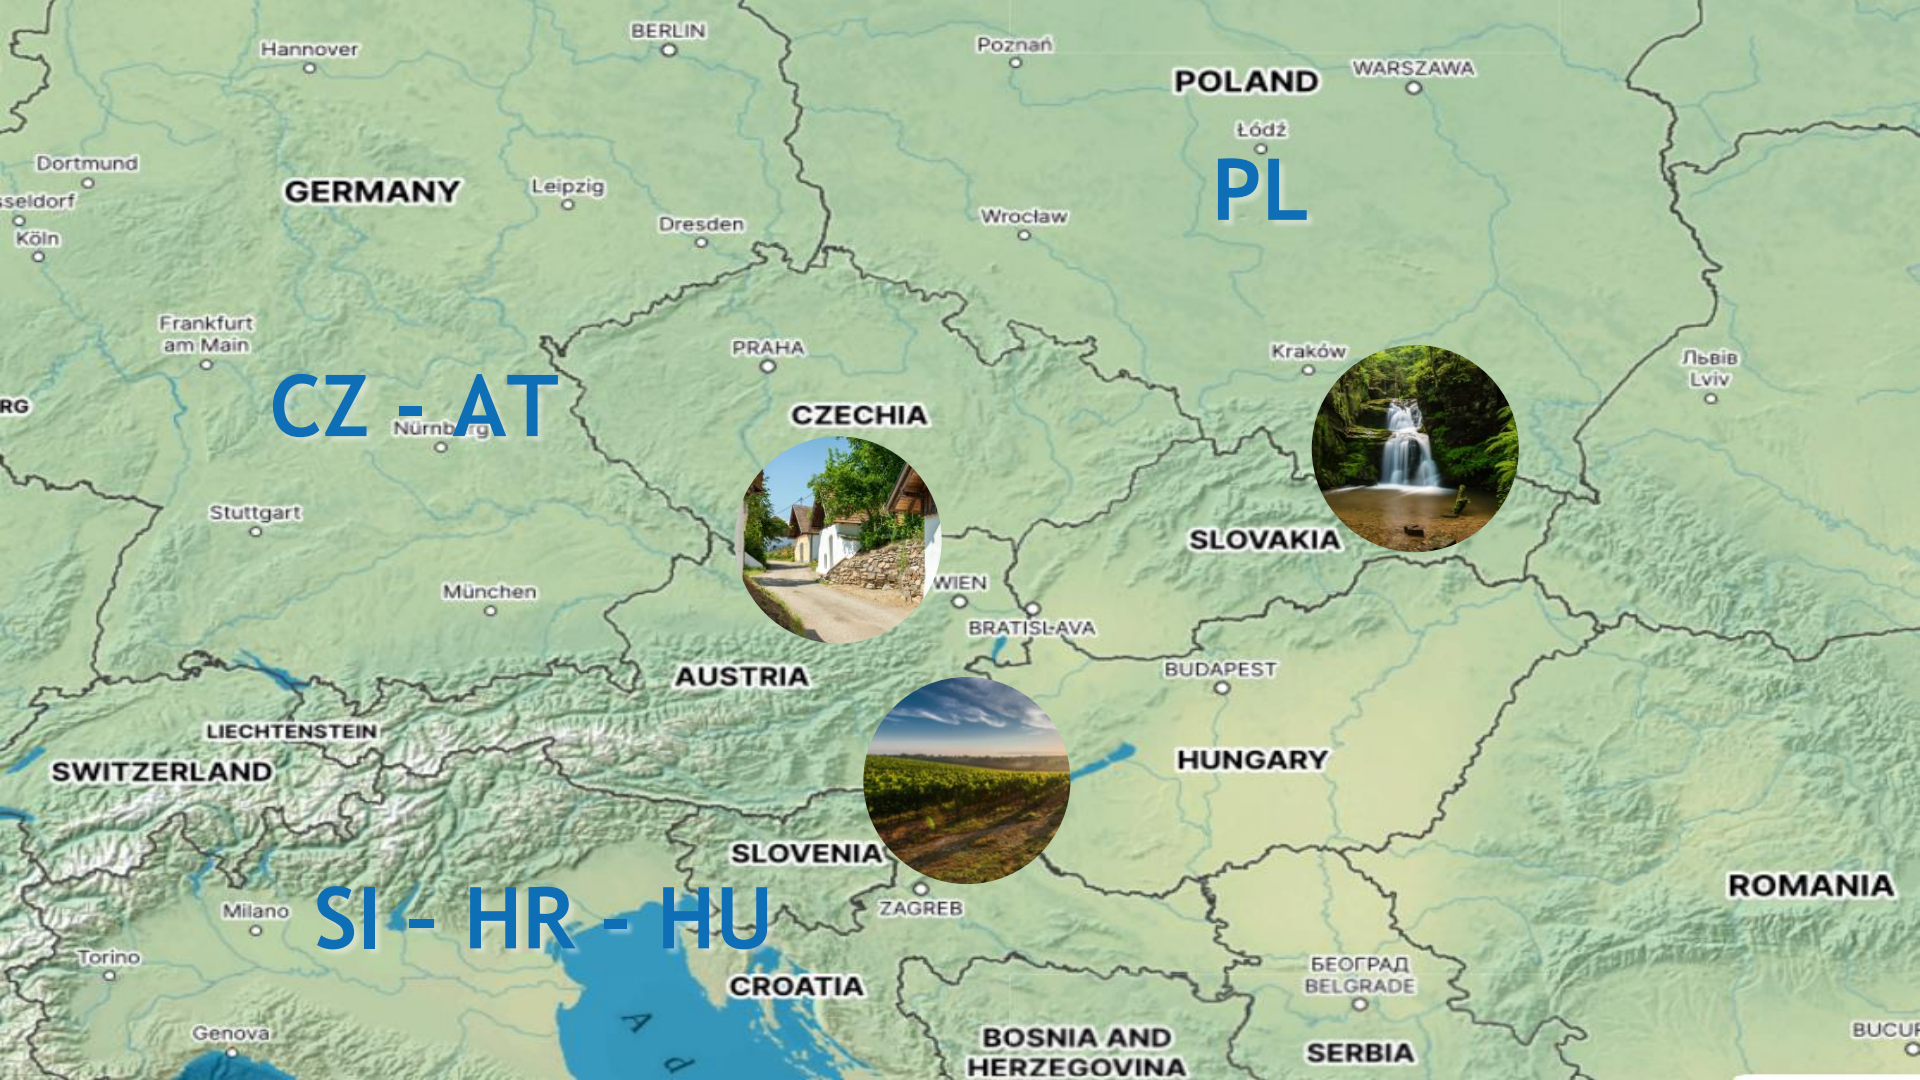 BERLIN
Hannover
Poznań
POLAND
WARSZAWA
Łódź
Dortmund
sseldorf
Köln
GERMANY
Leipzig
PL
Dresden
Wrocław
Frankfurt
am Main
PRAHA
Kraków
Львів
Lviv
RG
CZ - AT
Nürnberg
CZECHIA
Stuttgart
SLOVAKIA
München
WIEN
BRATISLAVA
AUSTRIA
BUDAPEST
LIECHTENSTEIN
SWITZERLAND
HUNGARY
SLOVENIA
ROMANIA
Milano
SI - HR - HU
ZAGREB
Torino
БЕОГРАД
BELGRADE
CROATIA
A d
Genova
BOSNIA AND
HERZEGOVINA
SERBIA
BUCUR